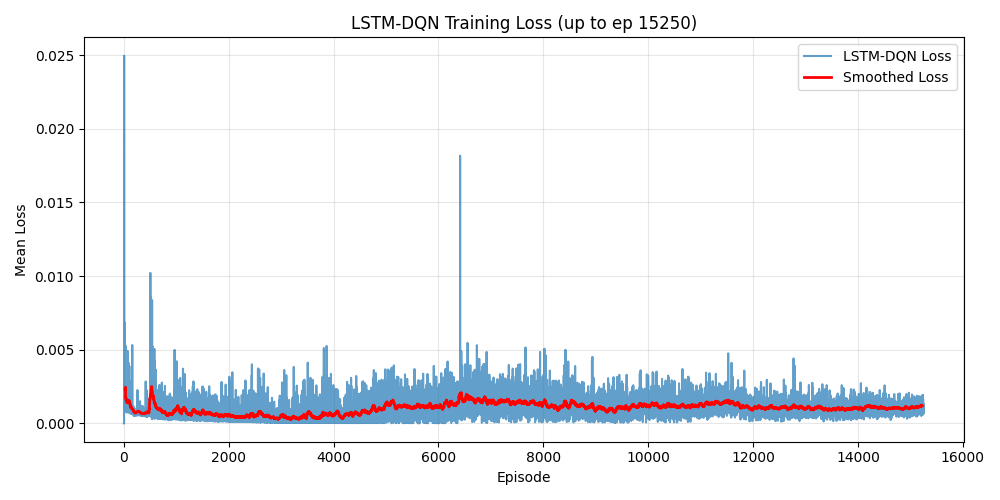 LSTM-DQN Training Loss (up to ep 15250)
LSTM-DQN Loss
Smoothed Loss
Mean Loss
0.025
0.020
0.015
0.010
0.005
0.000
0 2000 4000 6000 8000 10000 12000 14000 16000
Episode